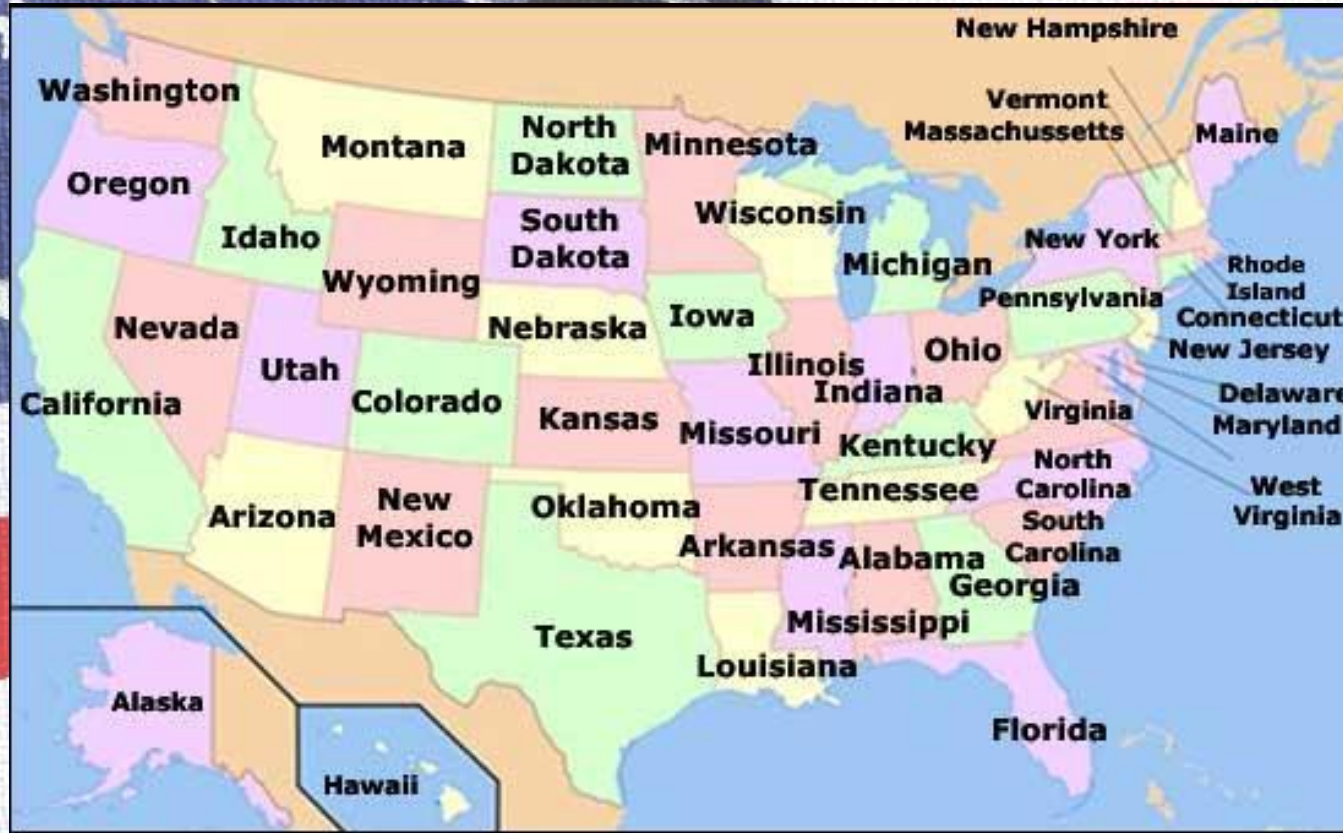 New Hampshire
Washington
Vermont
Massachussetts
Maine
Montana
North
Dakota
Minnesota
Oregon
Idaho
South
Dakota
Wisconsin
New York
Wyoming
Michigan
Rhode
Island
Pennsylvania
Connecticut
Nevada
Nebraska
Iowa
New Jersey
Utah
Illinois
Ohio
Indiana
Delaware
California
Colorado
Kansas
Missouri
Virginia
Maryland
Kentucky
North
Carolina
Arizona
New
Mexico
Oklahoma
Tennessee
West
Virginia
Arkansas
Alabama
South
Carolina
Georgia
Texas
Mississippi
Louisiana
Alaska
Florida
Hawaii